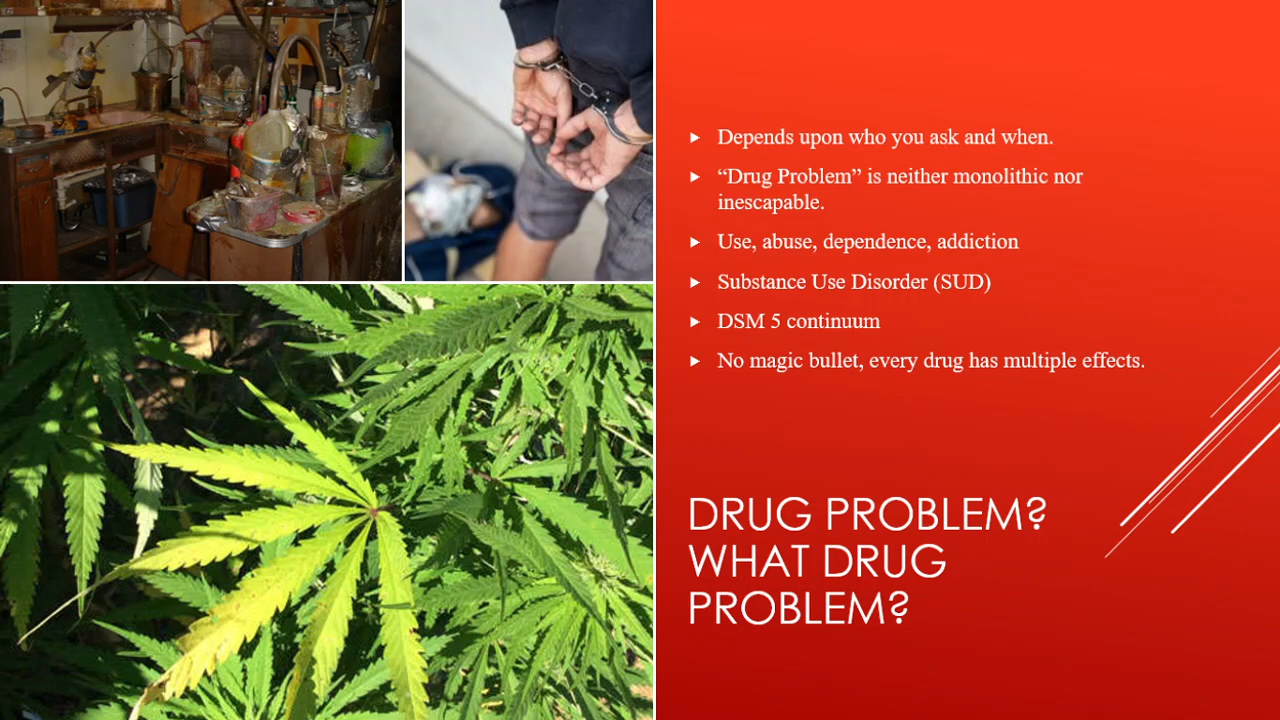 Depends upon who you ask and when.
“Drug Problem” is neither monolithic nor
inescapable.
Use, abuse, dependence, addiction
Substance Use Disorder (SUD)
DSM 5 continuum
No magic bullet, every drug has multiple effects.
DRUG PROBLEM?
WHAT DRUG
PROBLEM?